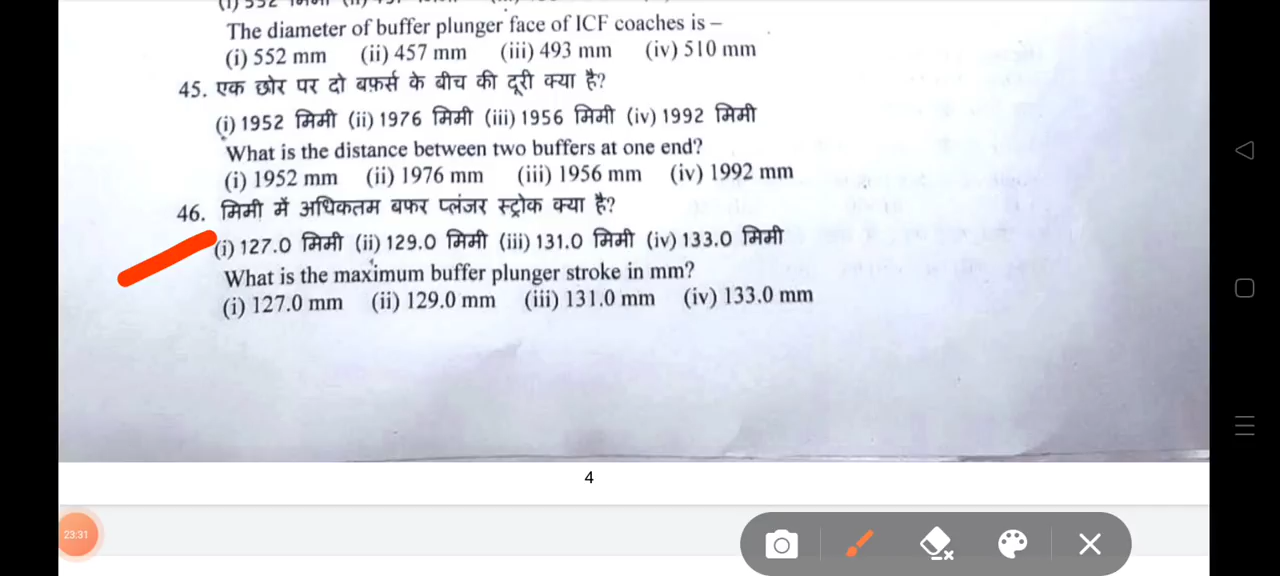 The diameter of buffer plunger face of ICF coaches is –
(i) 552 mm (ii) 457 mm (iii) 493 mm (iv) 510 mm
45. एक छोर पर दो बफ़र्स के बीच की दूरी क्या है?
(i) 1952 मिमी (ii) 1976 मिमी (iii) 1956 मिमी (iv) 1992 मिमी
What is the distance between two buffers at one end?
(i) 1952 mm (ii) 1976 mm (iii) 1956 mm (iv) 1992 mm
46. मिमी में अधिकतम बफर प्लंजर स्ट्रोक क्या है?
(i) 127.0 मिमी (ii) 129.0 मिमी (iii) 131.0 मिमी (iv) 133.0 मिमी
What is the maximum buffer plunger stroke in mm?
(i) 127.0 mm (ii) 129.0 mm (iii) 131.0 mm (iv) 133.0 mm
4
23:31